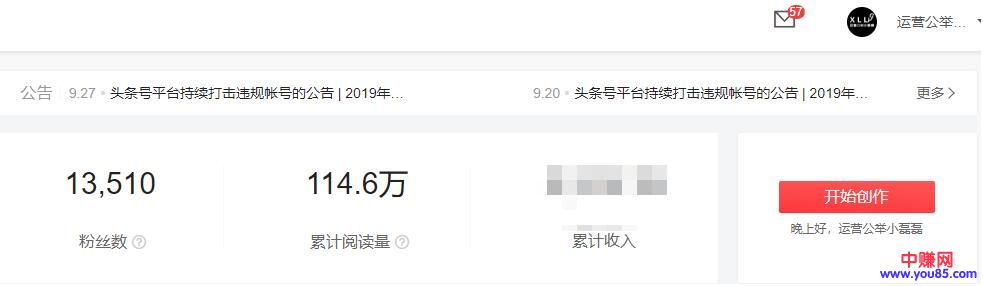 57
XLL
运营公举…
公告 9.27 头条号平台持续打击违规帐号的公告 | 2019年…
9.20 头条号平台持续打击违规帐号的公告 | 2019年…
更多
13,510
粉丝数 ?
114.6万
累计阅读量 ?
累计收入
开始创作
晚上好，运营公举小磊磊
中赚网
www.you85.com